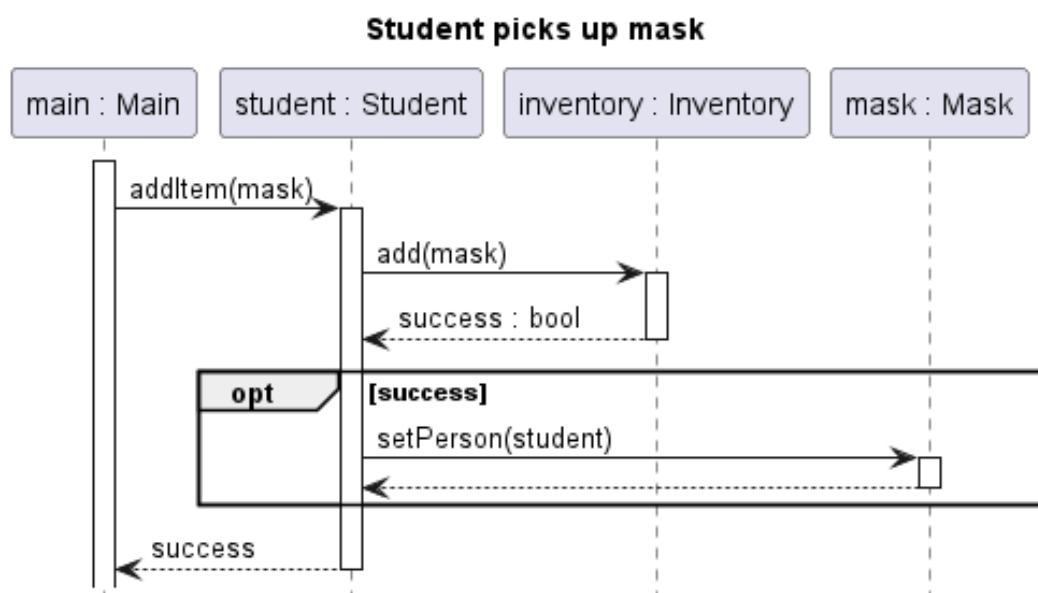 Student picks up mask
main : Main
student : Student
inventory : Inventory
mask : Mask
addItem(mask)
add(mask)
success : bool
opt
[success]
setPerson(student)
success